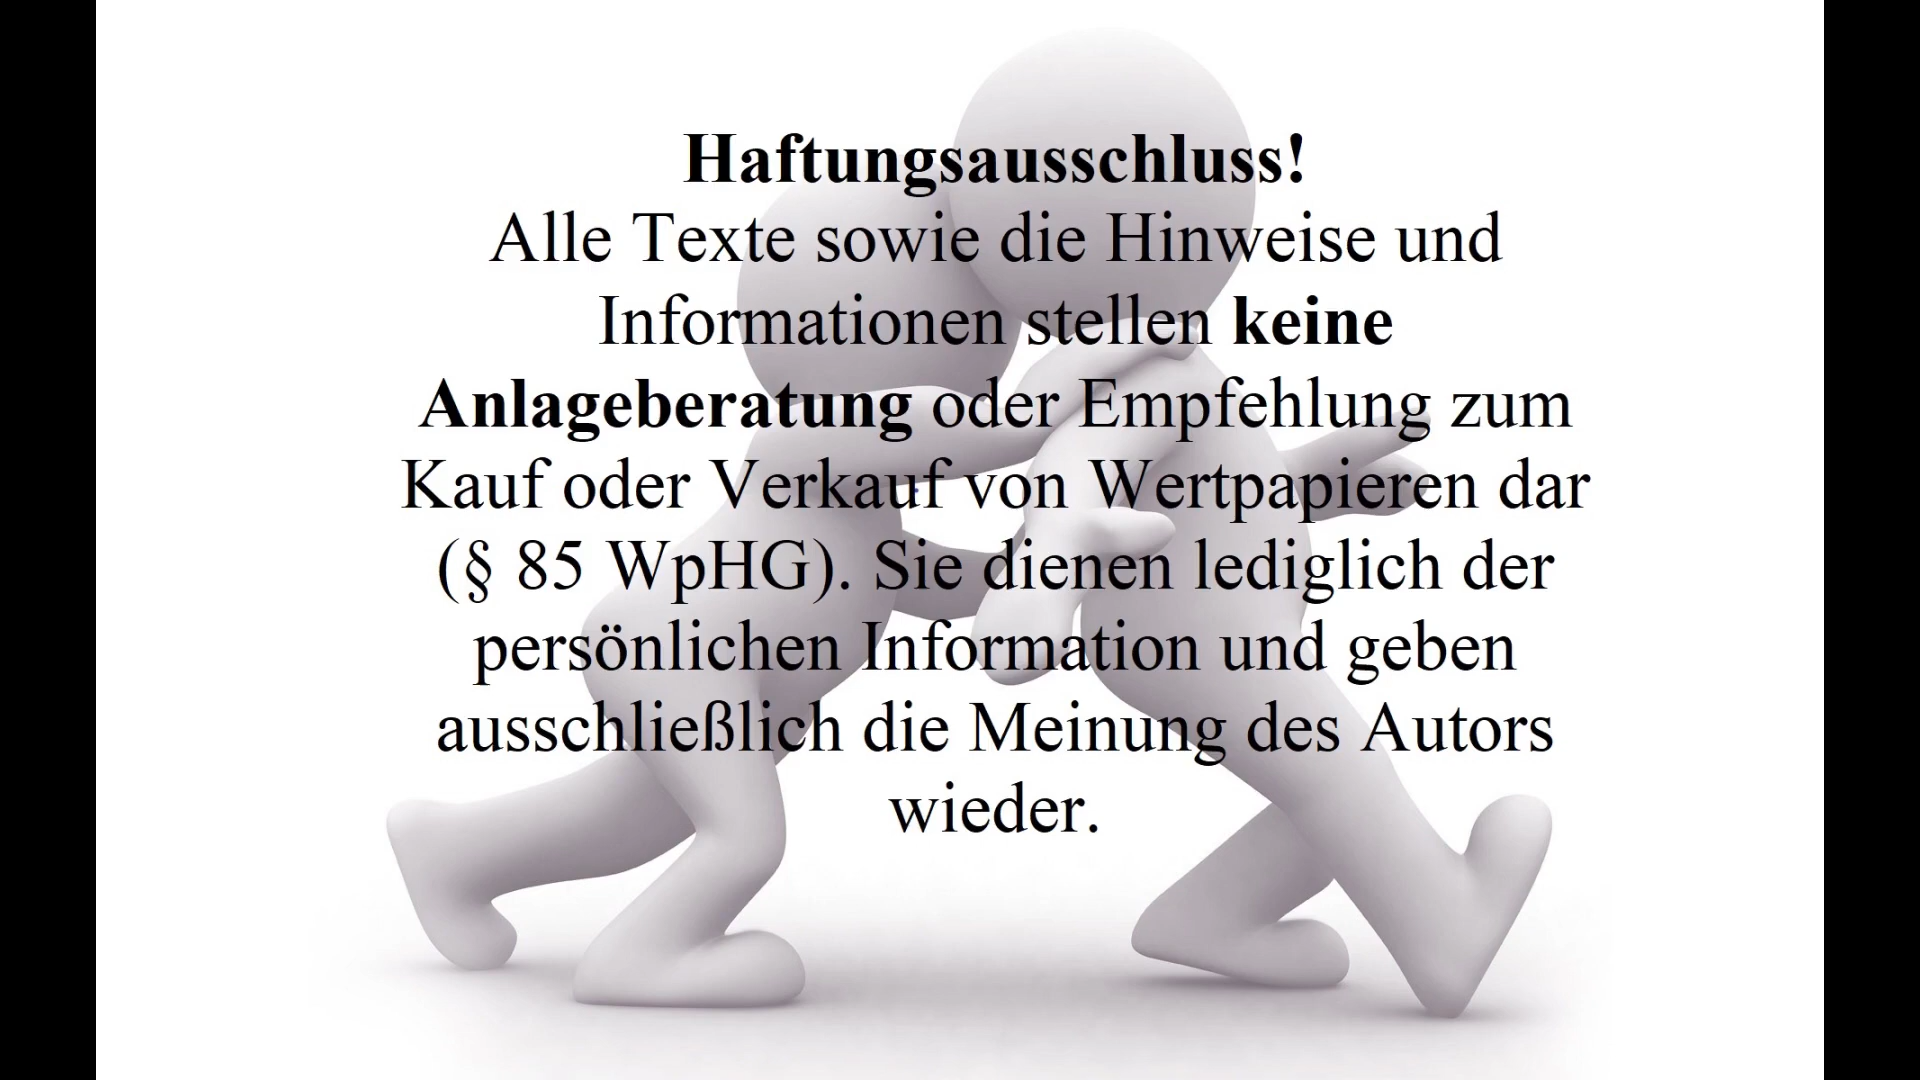 Haftungsausschluss!
Alle Texte sowie die Hinweise und
Informationen stellen keine
Anlageberatung oder Empfehlung zum
Kauf oder Verkauf von Wertpapieren dar
(§ 85 WpHG). Sie dienen lediglich der
persönlichen Information und geben
ausschließlich die Meinung des Autors
wieder.